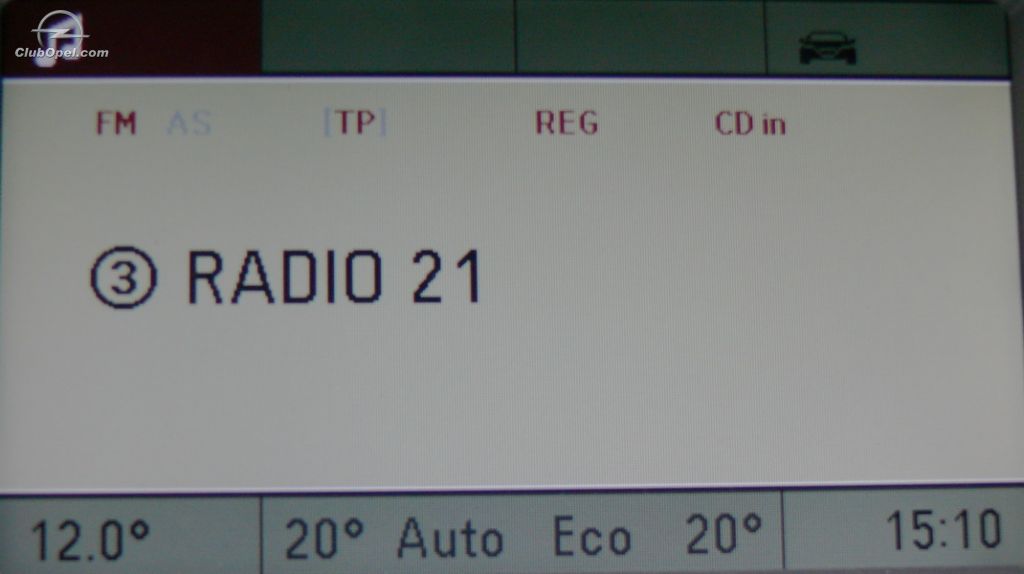 ClubOpel.com
FM AS [TP] REG CD in
③ RADIO 21
12.0° 20° Auto Eco 20° 15:10